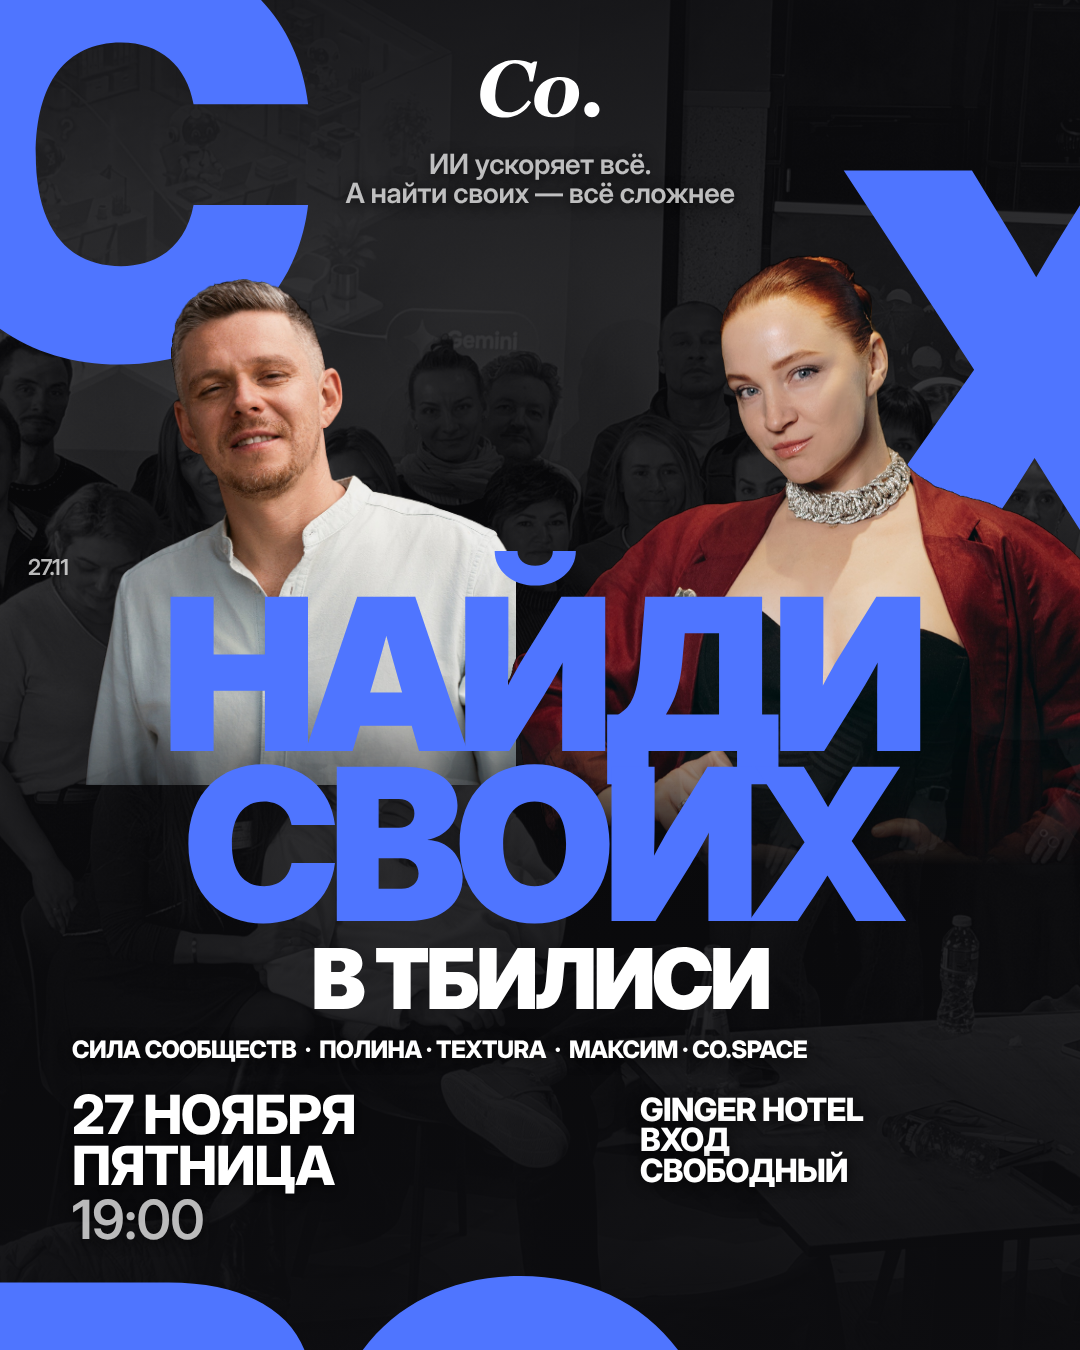 Co.
ИИ ускоряет всё.
А найти своих — всё сложнее
Gemini
27.11
НАЙДИ
СВОИХ
В ТБИЛИСИ
СИЛА СООБЩЕСТВ · ПОЛИНА · TEXTURA · МАКСИМ · CO.SPACE
27 НОЯБРЯ
ПЯТНИЦА
19:00
GINGER HOTEL
ВХОД
СВОБОДНЫЙ